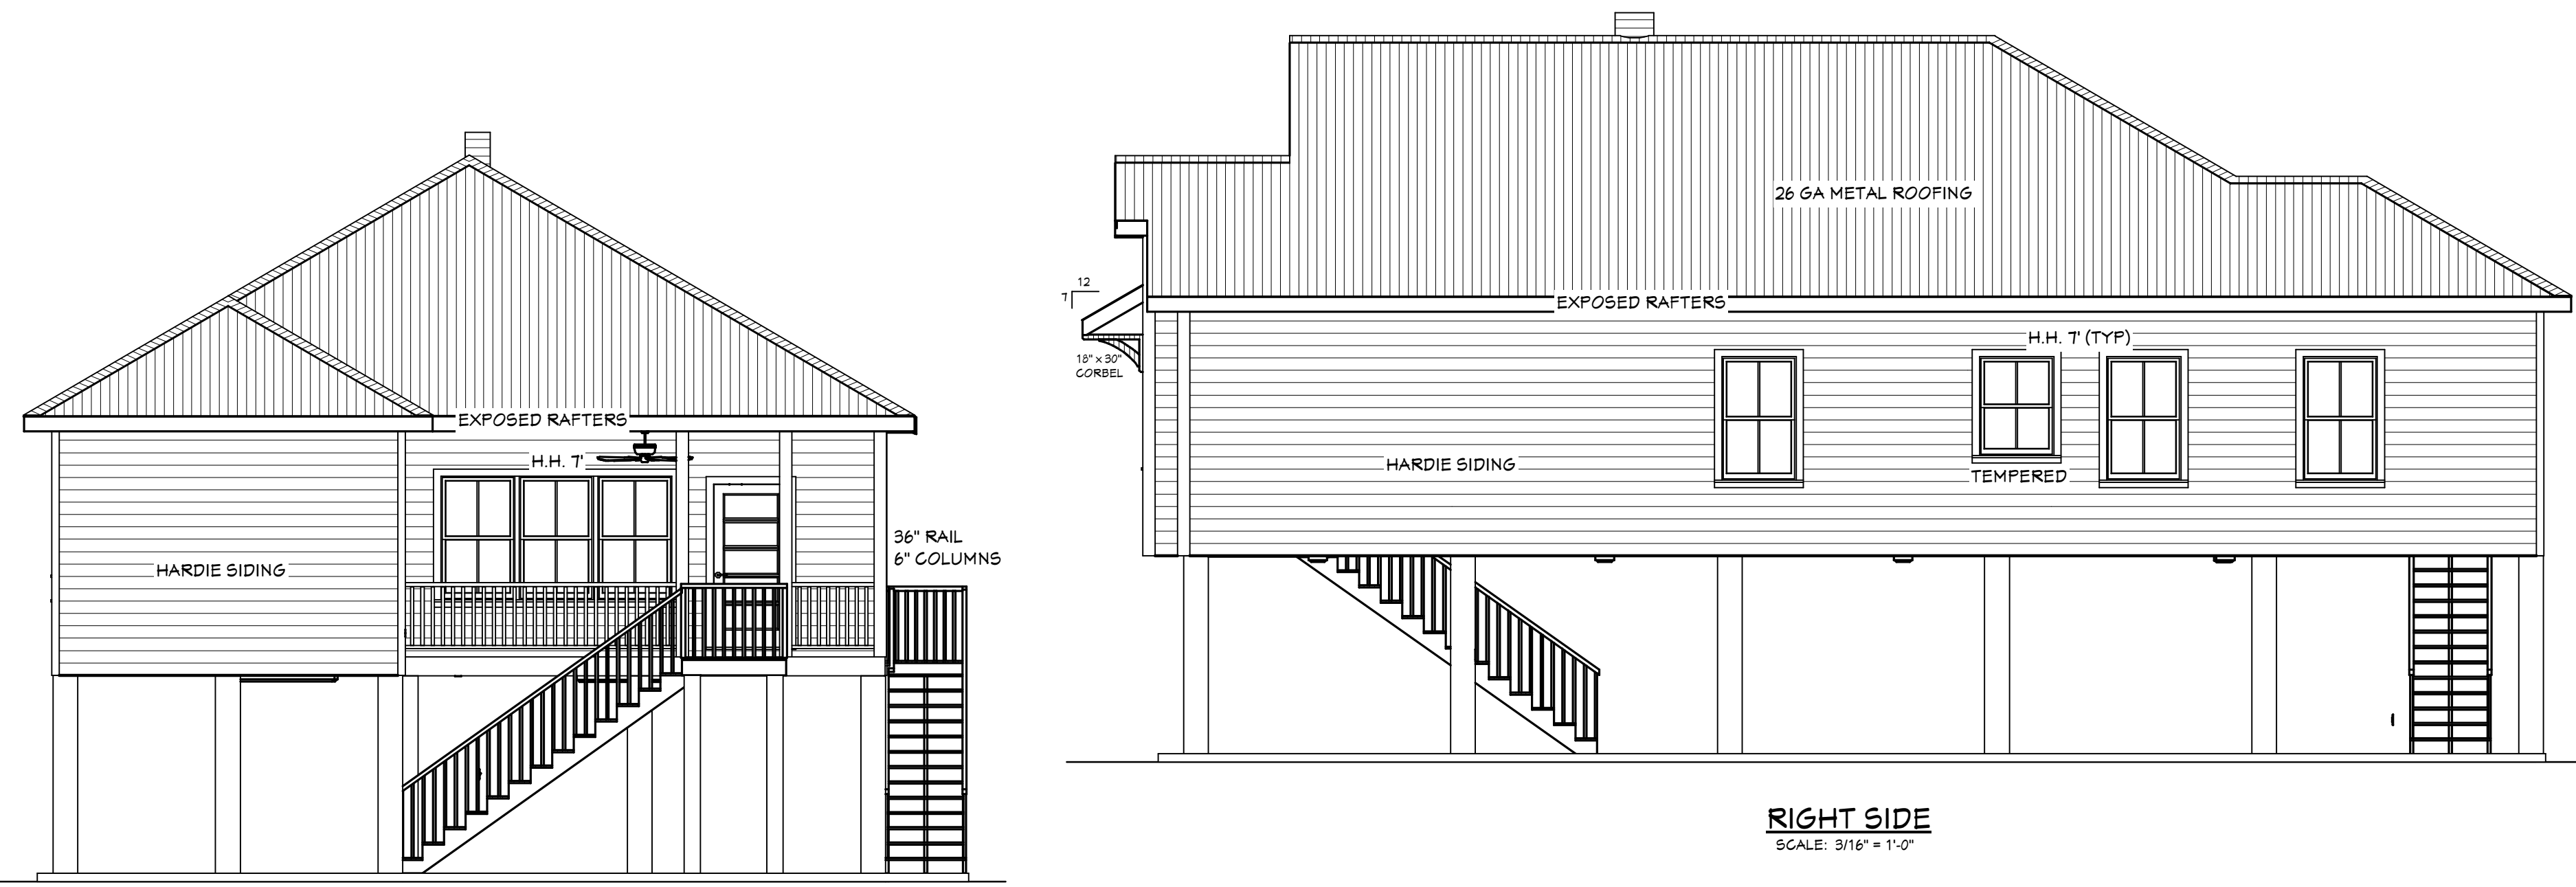 EXPOSED RAFTERS
H.H. 7'
HARDIE SIDING
36" RAIL
6" COLUMNS
26 GA METAL ROOFING
12
7
EXPOSED RAFTERS
18" x 30"
CORBEL
H.H. 7' (TYP)
HARDIE SIDING
TEMPERED
RIGHT SIDE
SCALE: 3/16" = 1'-0"